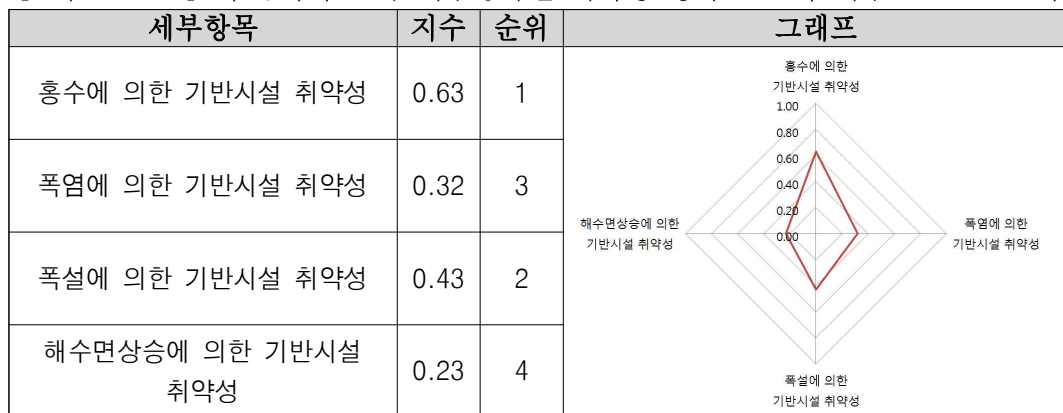 세부항목 지수 순위 그래프
홍수에 의한 기반시설 취약성 0.63 1
폭염에 의한 기반시설 취약성 0.32 3
폭설에 의한 기반시설 취약성 0.43 2
해수면상승에 의한 기반시설
취약성 0.23 4
홍수에 의한
기반시설 취약성
1.00
0.80
0.60
0.40
0.20
0.00
폭염에 의한
기반시설 취약성
폭설에 의한
기반시설 취약성
해수면상승에 의한
기반시설 취약성